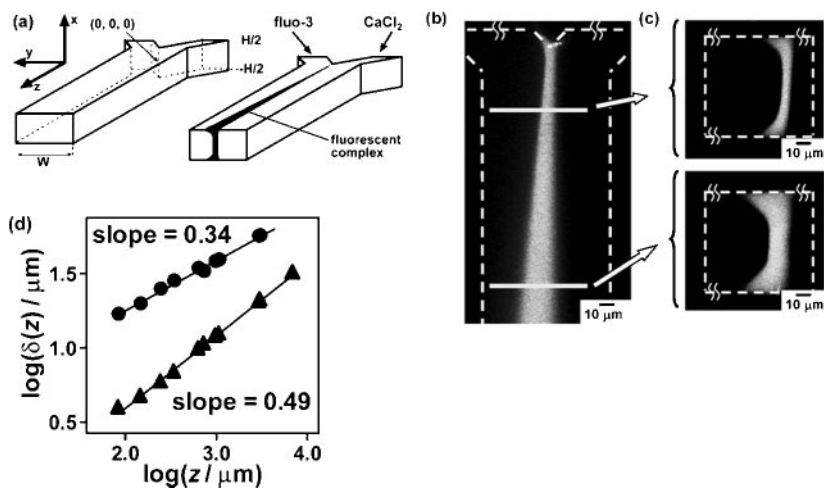 (a)
(0, 0, 0)
x
y
z
H/2
-H/2
W
fluo-3
CaCl2
fluorescent
complex
(b)
10 μm
(c)
10 μm
10 μm
(d)
slope = 0.34
slope = 0.49
log(δ(z) / μm)
1.5
1.0
0.5
2.0 3.0 4.0
log(z / μm)